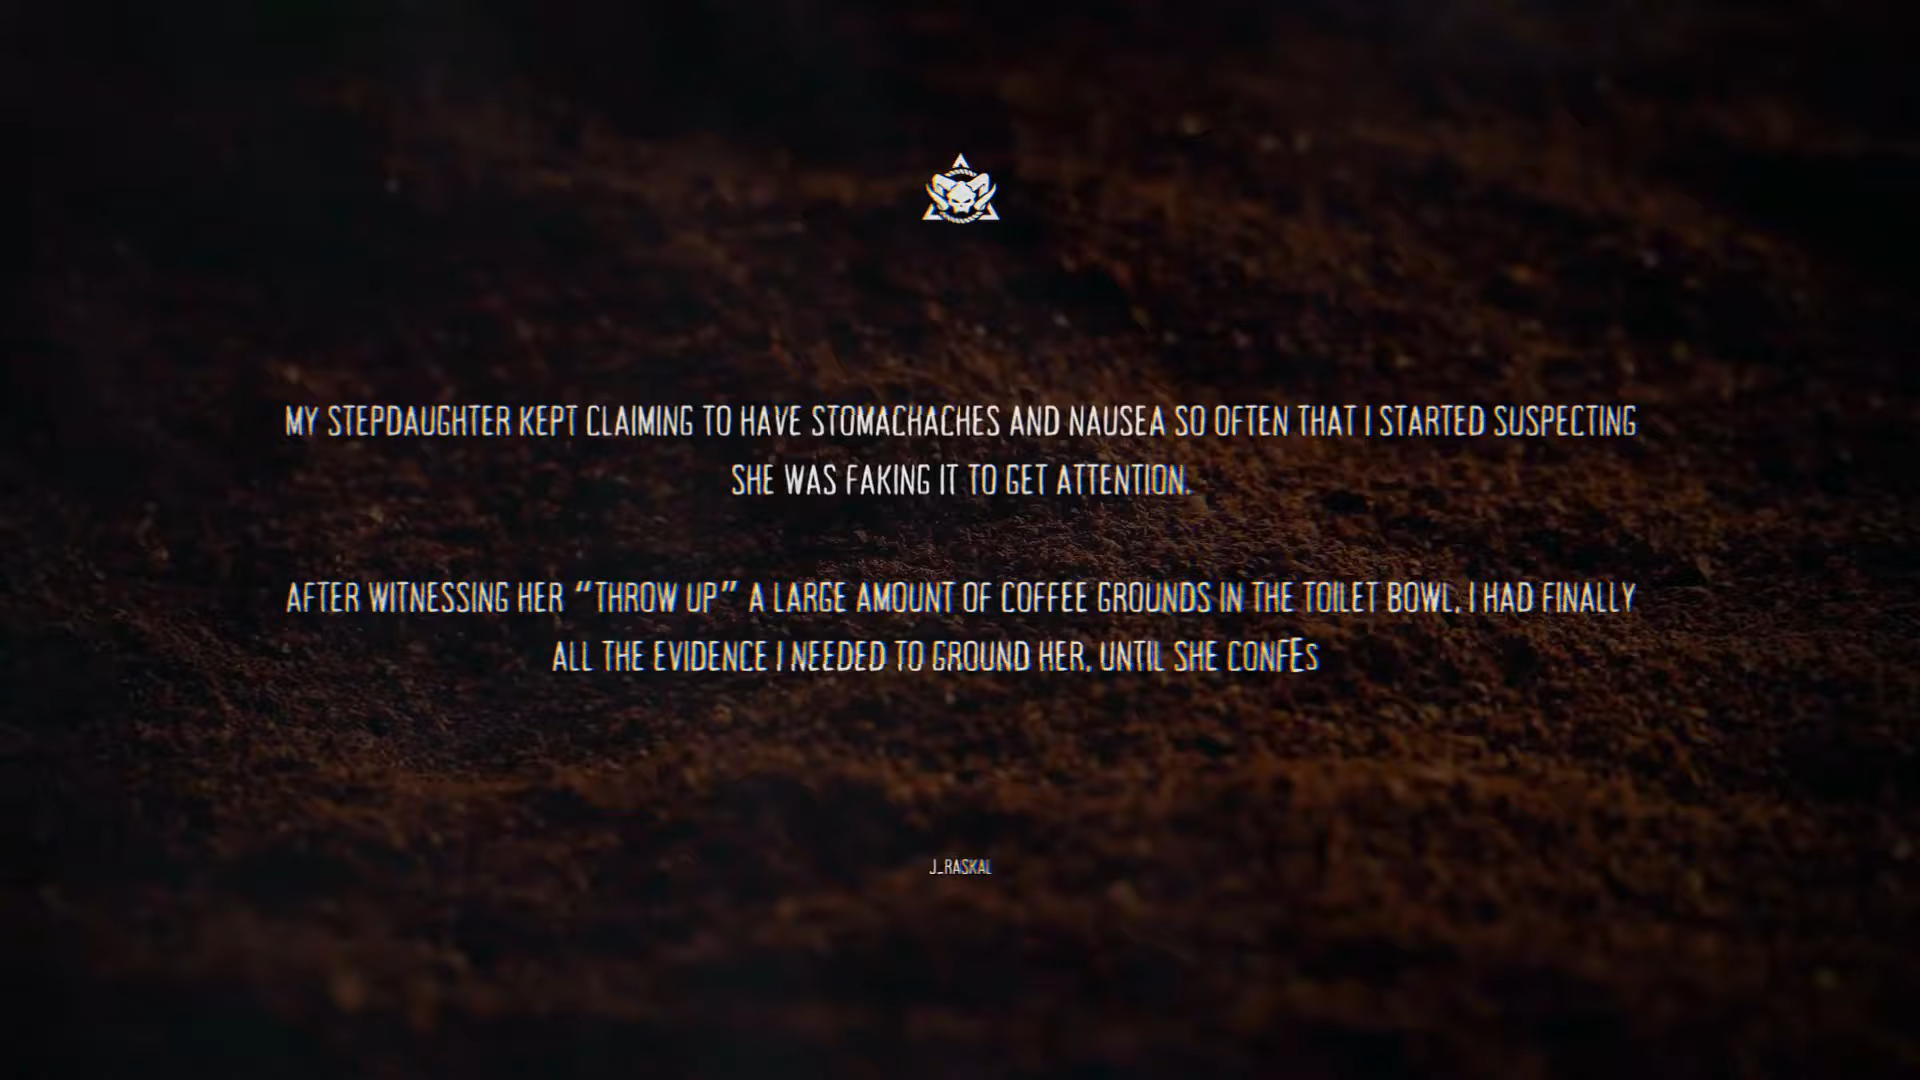 MY STEPDAUGHTER KEPT CLAIMING TO HAVE STOMACHACHES AND NAUSEA SO OFTEN THAT I STARTED SUSPECTING
SHE WAS FAKING IT TO GET ATTENTION.
AFTER WITNESSING HER “THROW UP” A LARGE AMOUNT OF COFFEE GROUNDS IN THE TOILET BOWL, I HAD FINALLY
ALL THE EVIDENCE I NEEDED TO GROUND HER, UNTIL SHE CONFES
J_RASKAL